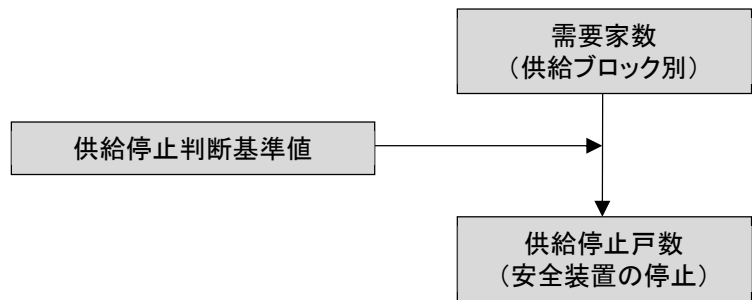 需要家数
（供給ブロック別）
供給停止判断基準値
供給停止戸数
（安全装置の停止）